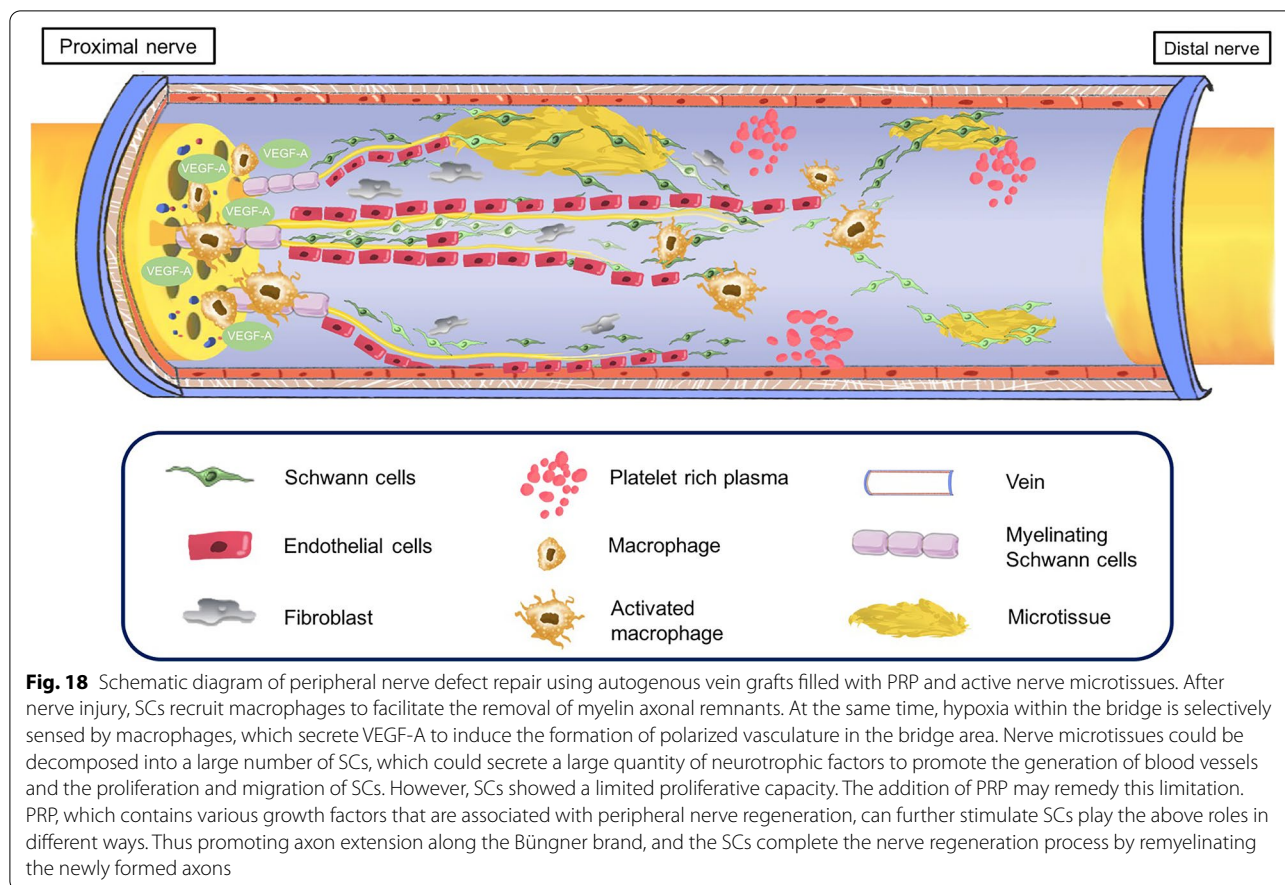 Proximal nerve
Distal nerve
VEGF-A
VEGF-A
VEGF-A
VEGF-A
VEGF-A
Schwann cells
Platelet rich plasma
Vein
Endothelial cells
Macrophage
Myelinating
Schwann cells
Fibroblast
Activated
macrophage
Microtissue
Fig. 18 Schematic diagram of peripheral nerve defect repair using autogenous vein grafts filled with PRP and active nerve microtissues. After
nerve injury, SCs recruit macrophages to facilitate the removal of myelin axonal remnants. At the same time, hypoxia within the bridge is selectively
sensed by macrophages, which secrete VEGF-A to induce the formation of polarized vasculature in the bridge area. Nerve microtissues could be
decomposed into a large number of SCs, which could secrete a large quantity of neurotrophic factors to promote the generation of blood vessels
and the proliferation and migration of SCs. However, SCs showed a limited proliferative capacity. The addition of PRP may remedy this limitation.
PRP, which contains various growth factors that are associated with peripheral nerve regeneration, can further stimulate SCs play the above roles in
different ways. Thus promoting axon extension along the Büngner brand, and the SCs complete the nerve regeneration process by remyelinating
the newly formed axons